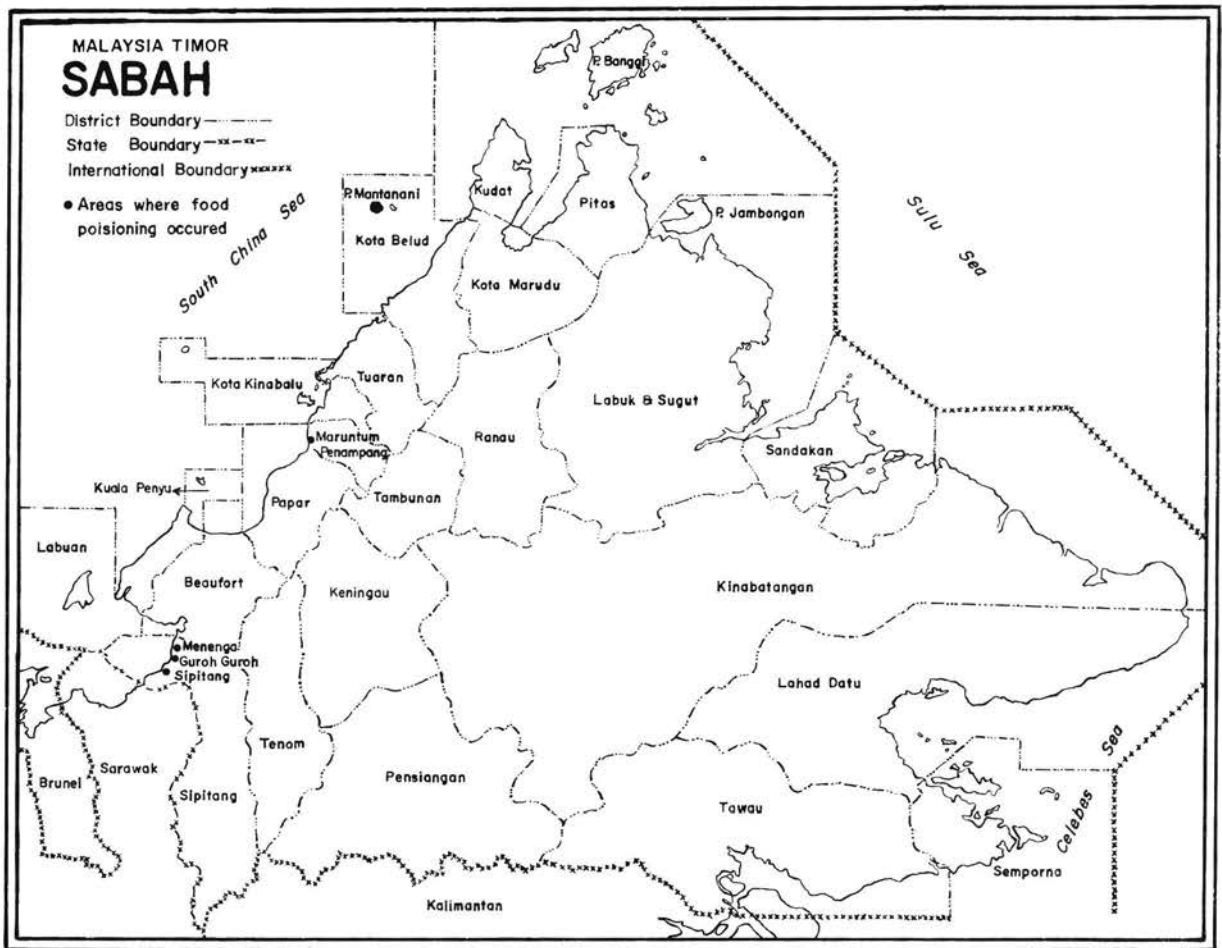 MALAYSIA TIMOR
SABAH
District Boundary
State Boundary
International Boundary
Areas where food
poisioning occured
South China Sea
Sulu Sea
P. Banggi
P. Mantanani
Kota Belud
Kudat
Pitas
P. Jambongan
Kota Marudu
Kota Kinabalu
Tuaran
Labuk & Sugut
Ranau
Maruntum
Penampang
Sandakan
Kuala Penyu
Papar
Tambunan
Labuan
Beaufort
Keningau
Kinabatangan
Menenga
Guroh Guroh
Sipitang
Lahad Datu
Tenom
Brunei
Sarawak
Sipitang
Pensiangan
Tawau
Celebes Sea
Semporna
Kalimantan